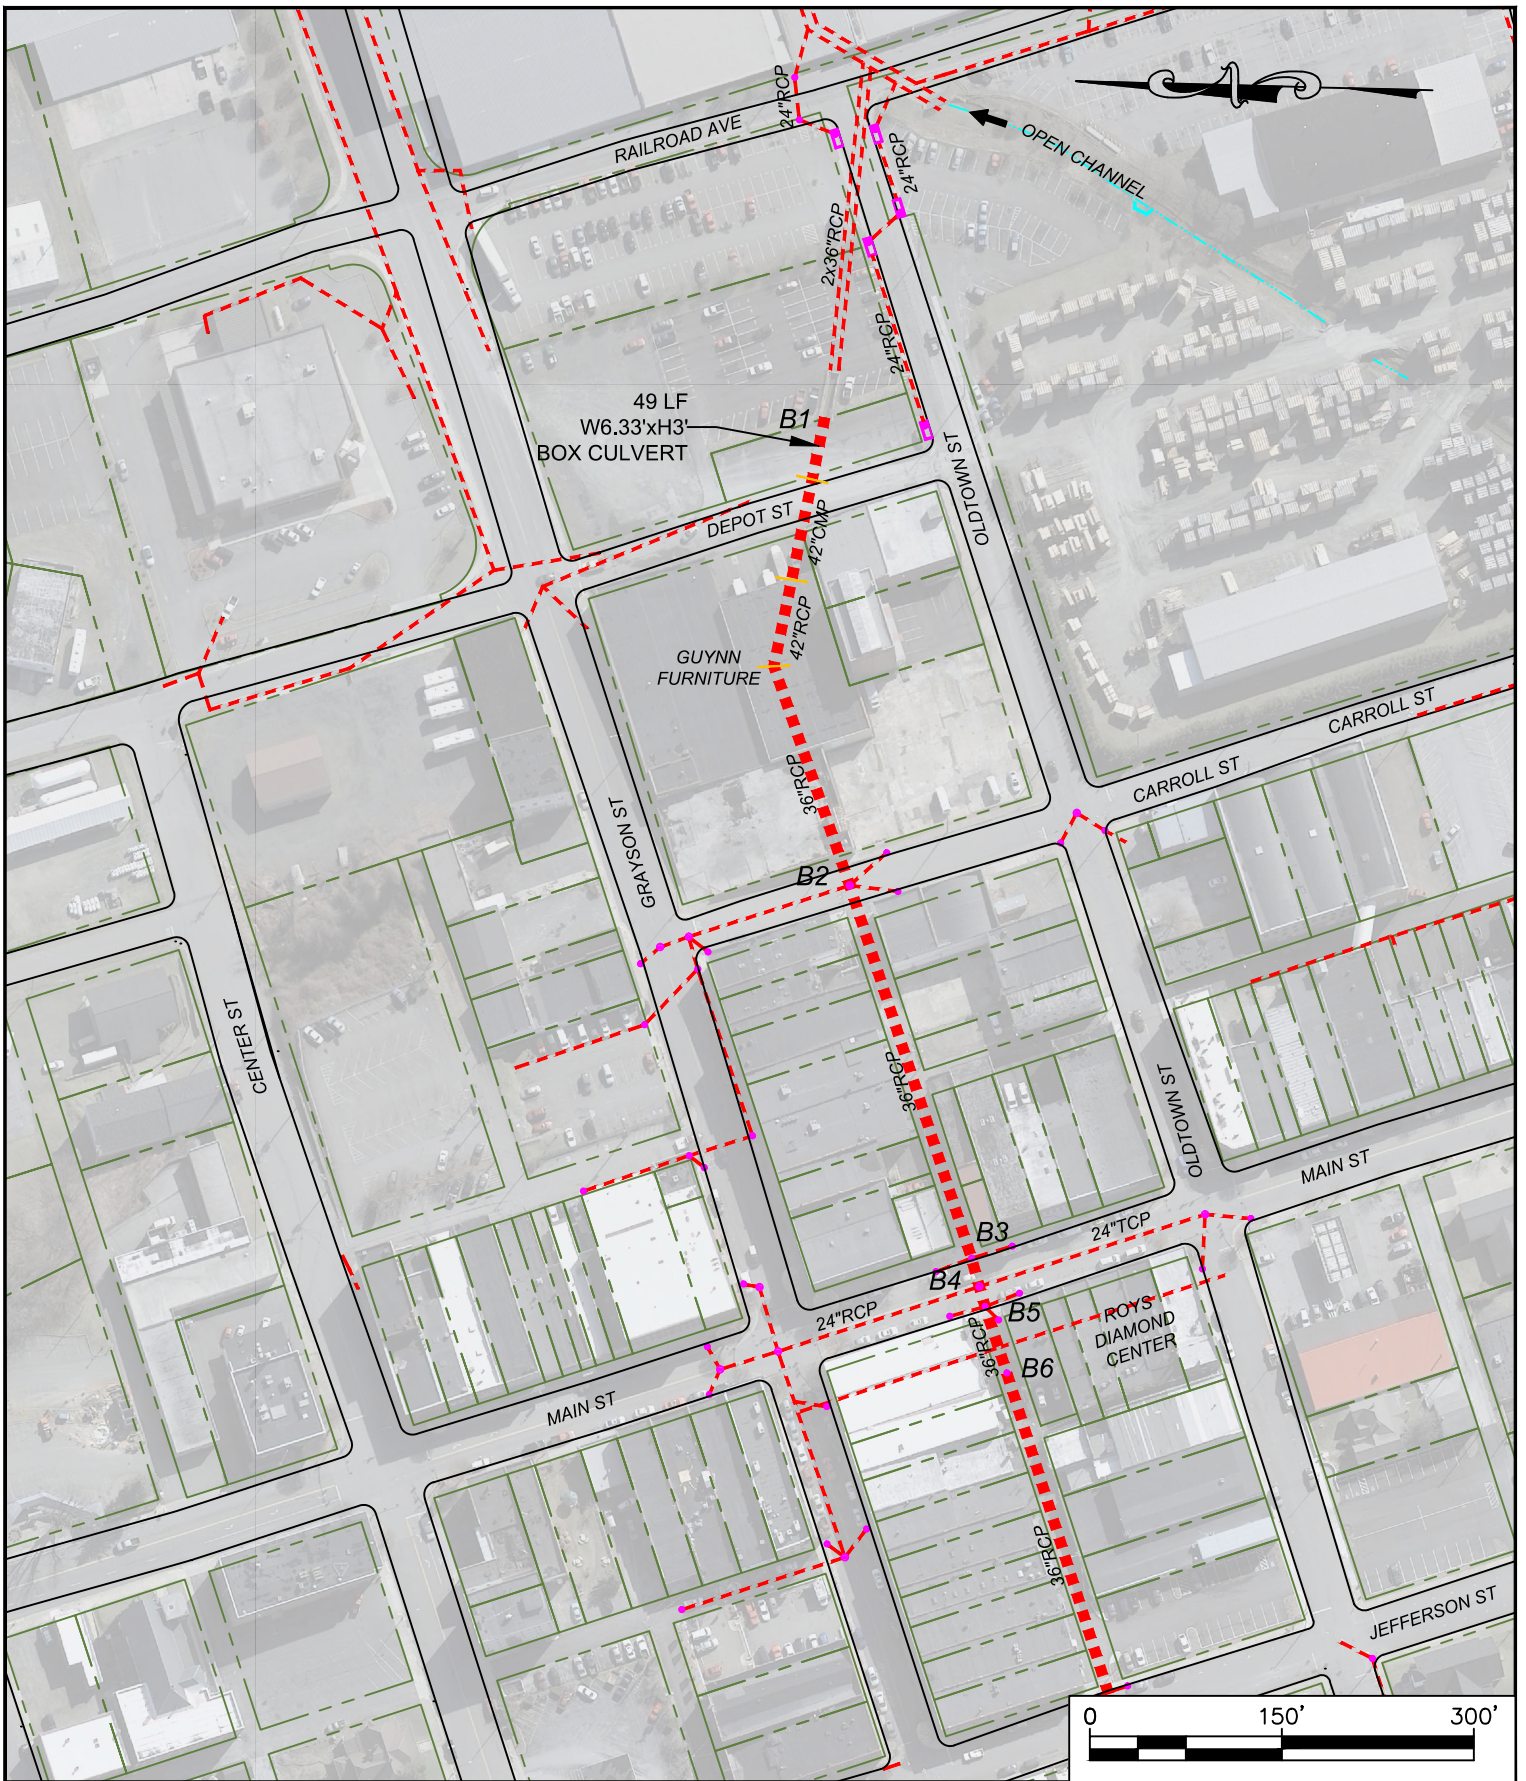 24"RCP
RAILROAD AVE
N
24"RCP
OPEN CHANNEL
2x36"RCP
24"RCP
49 LF
W6.33'xH3'
BOX CULVERT
B1
OLDTOWN ST
DEPOT ST
42"CMP
42"RCP
GUYNN
FURNITURE
CARROLL ST
CARROLL ST
36"RCP
GRAYSON ST
B2
CENTER ST
36"RCP
OLDTOWN ST
MAIN ST
24"TCP
B3
B4
B5
24"RCP
ROYS
DIAMOND
CENTER
36"RCP
B6
MAIN ST
36"RCP
JEFFERSON ST
0 150' 300'